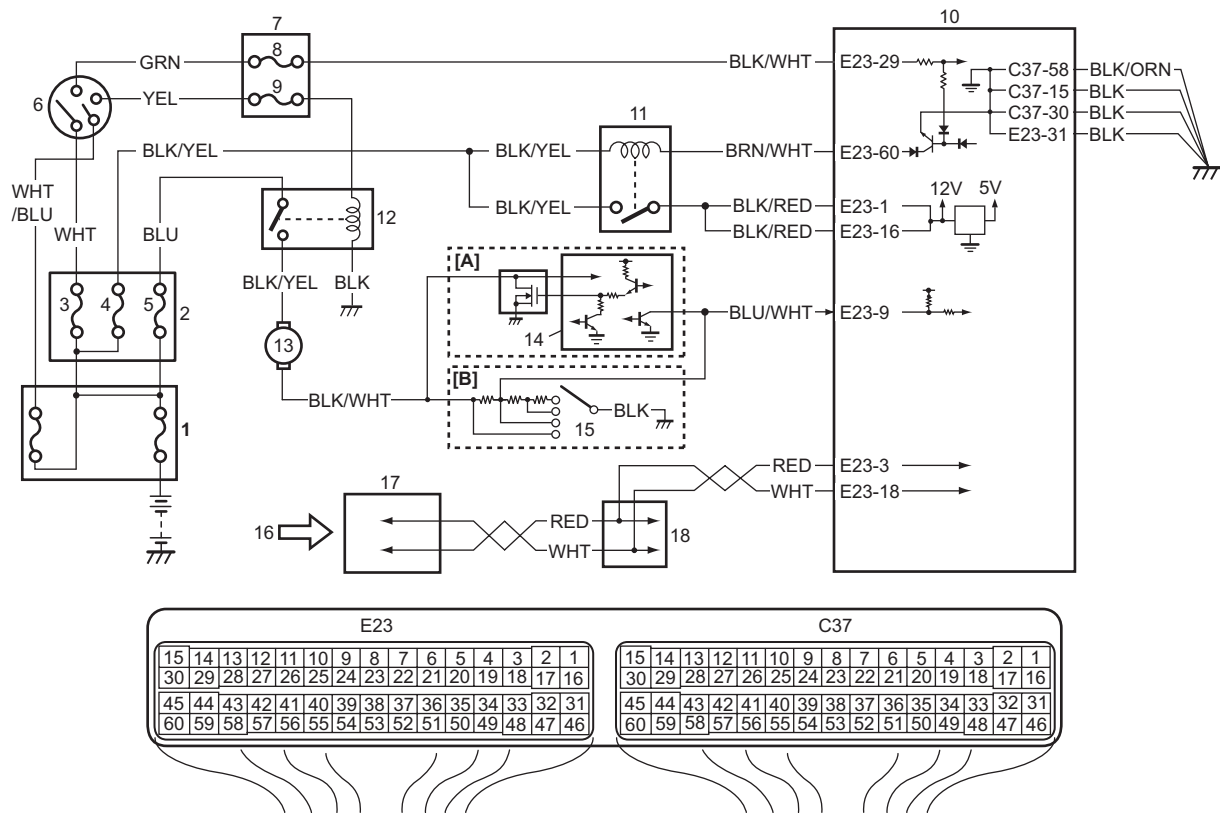 7
10
8
GRN
BLK/WHT
E23-29
C37-58
BLK/ORN
9
C37-15
BLK
6
YEL
C37-30
BLK
11
E23-31
BLK
BLK/YEL
BLK/YEL
BRN/WHT
E23-60
WHT
/BLU
12V
5V
BLK/YEL
BLK/RED
E23-1
12
WHT
BLU
BLK/RED
E23-16
[A]
BLK/YEL
BLK
3
4
5
2
BLU/WHT
E23-9
14
13
[B]
BLK/WHT
BLK
15
1
RED
E23-3
17
WHT
E23-18
16
RED
18
WHT
E23
C37
15 14 13 12 11 10 9 8 7 6 5 4 3 2 1
15 14 13 12 11 10 9 8 7 6 5 4 3 2 1
30 29 28 27 26 25 24 23 22 21 20 19 18 17 16
30 29 28 27 26 25 24 23 22 21 20 19 18 17 16
45 44 43 42 41 40 39 38 37 36 35 34 33 32 31
45 44 43 42 41 40 39 38 37 36 35 34 33 32 31
60 59 58 57 56 55 54 53 52 51 50 49 48 47 46
60 59 58 57 56 55 54 53 52 51 50 49 48 47 46